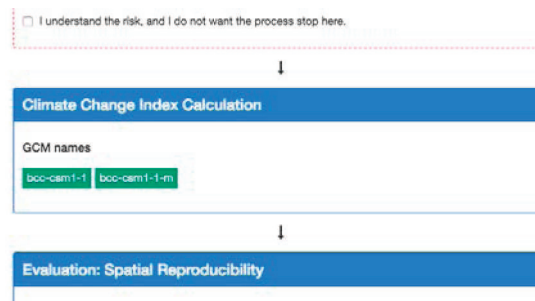 I understand the risk, and I do not want the process stop here.
Climate Change Index Calculation
GCM names
bcc-csm1-1 bcc-csm1-1-m
Evaluation: Spatial Reproducibility